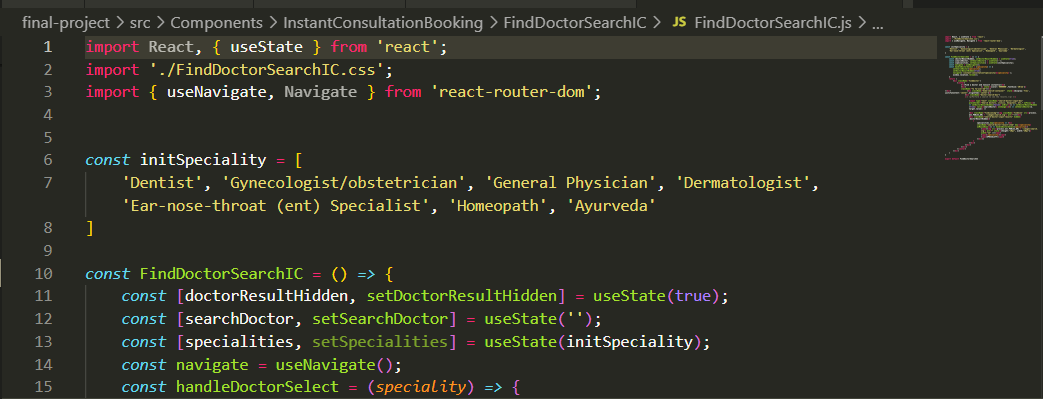 final-project > src > Components > InstantConsultationBooking > FindDoctorSearchIC > JS FindDoctorSearchIC.js > ...
1 import React, { useState } from 'react';
2 import './FindDoctorSearchIC.css';
3 import { useNavigate, Navigate } from 'react-router-dom';
4
5
6 const initSpeciality = [
7     'Dentist', 'Gynecologist/obstetrician', 'General Physician', 'Dermatologist',
    'Ear-nose-throat (ent) Specialist', 'Homeopath', 'Ayurveda'
8 ]
9
10 const FindDoctorSearchIC = () => {
11     const [doctorResultHidden, setDoctorResultHidden] = useState(true);
12     const [searchDoctor, setSearchDoctor] = useState('');
13     const [specialities, setSpecialities] = useState(initSpeciality);
14     const navigate = useNavigate();
15     const handleDoctorSelect = (speciality) => {